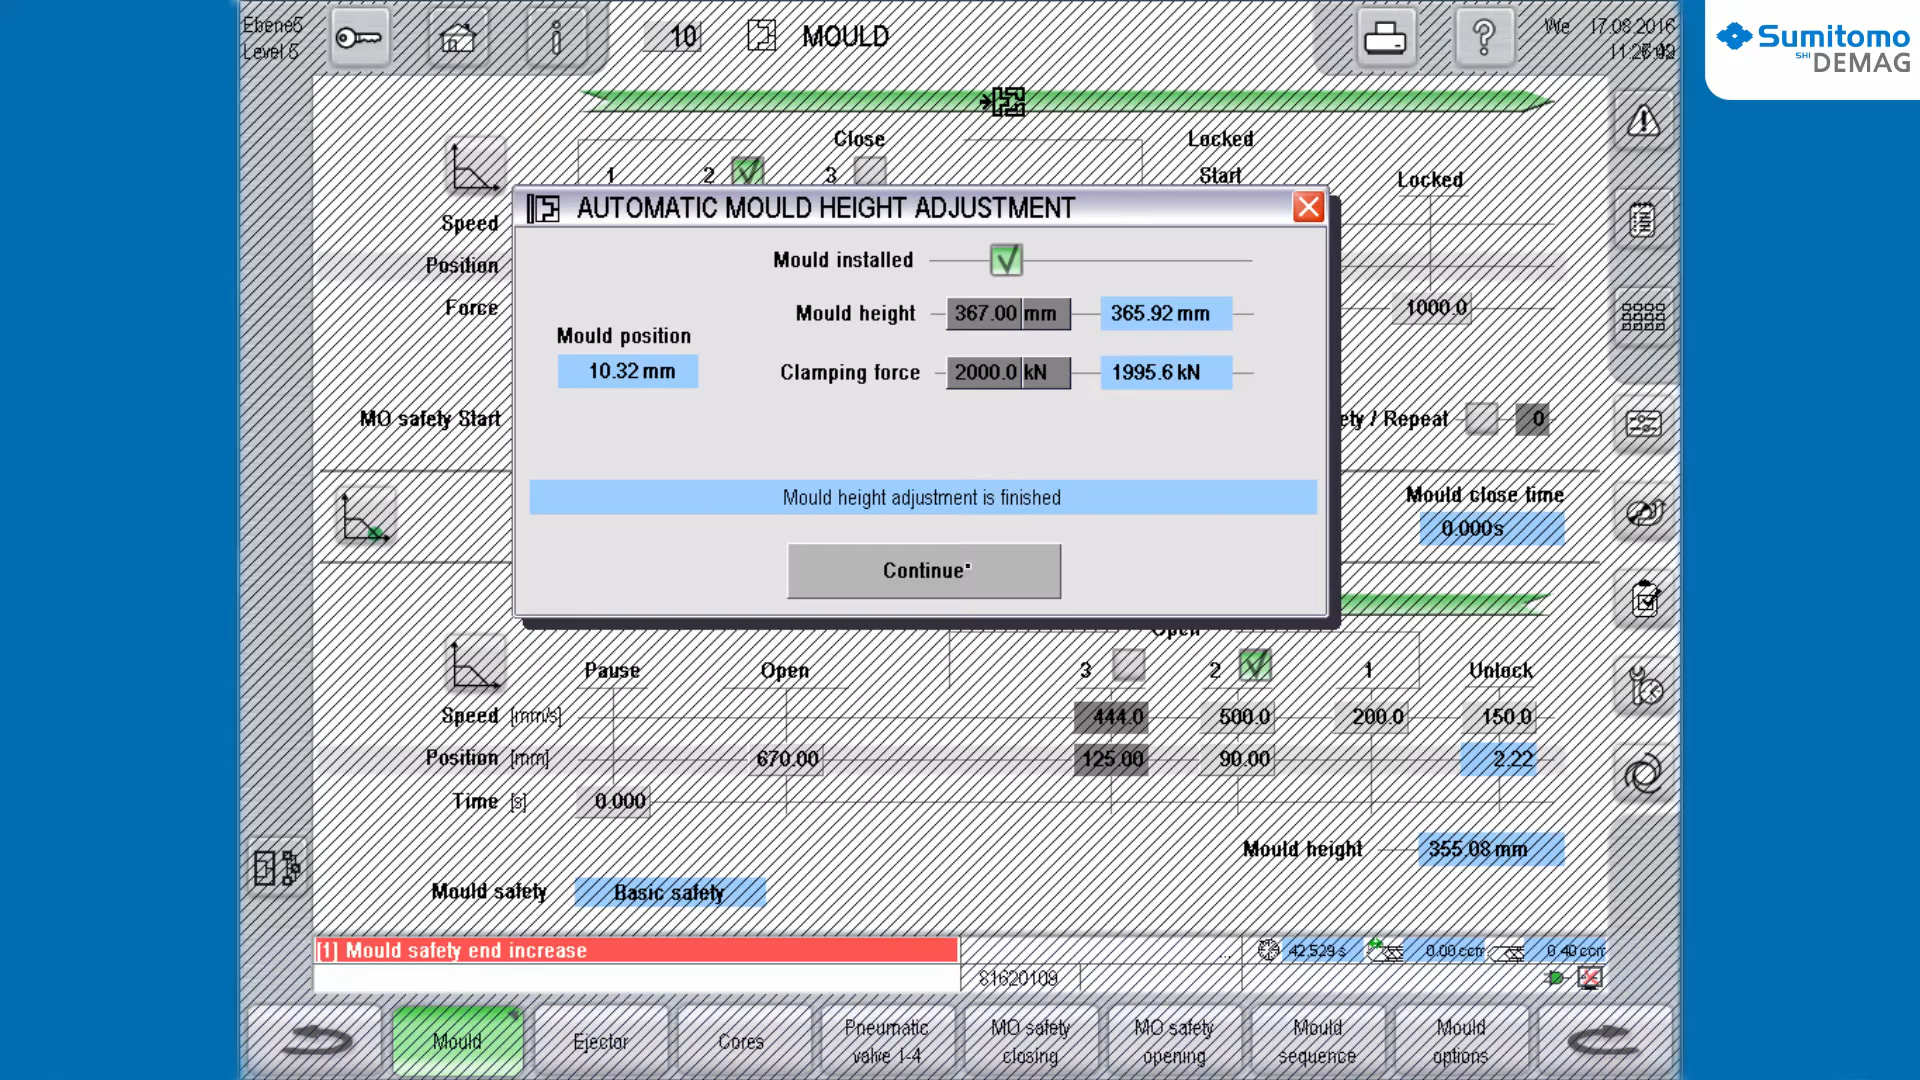 Ebene5
Level 5
10
MOULD
We 17.08.2016
Sumitomo
SHI DEMAG
Close
Locked
1 2 3
Start
Locked
AUTOMATIC MOULD HEIGHT ADJUSTMENT
Speed
Position
Force
1000.0
Mould installed
Mould height 367.00 mm 365.92 mm
Mould position
10.32 mm
Clamping force 2000.0 kN 1995.6 kN
MO safety Start
ety / Repeat 0
Mould height adjustment is finished
Mould close time
0.000s
Continue
Open
Pause Open 3 2 1 Unlock
Speed [mm/s] 444.0 500.0 200.0 150.0
Position [mm] 670.00 125.00 90.00 2.22
Time [s] 0.000
Mould height 355.08 mm
Mould safety Basic safety
[1] Mould safety end increase
... 42.529 s 0.00 ccm 0.40 ccm
81620109
Mould
Ejector
Cores
Pneumatic
valve 1-4
MO safety
closing
MO safety
opening
Mould
sequence
Mould
options